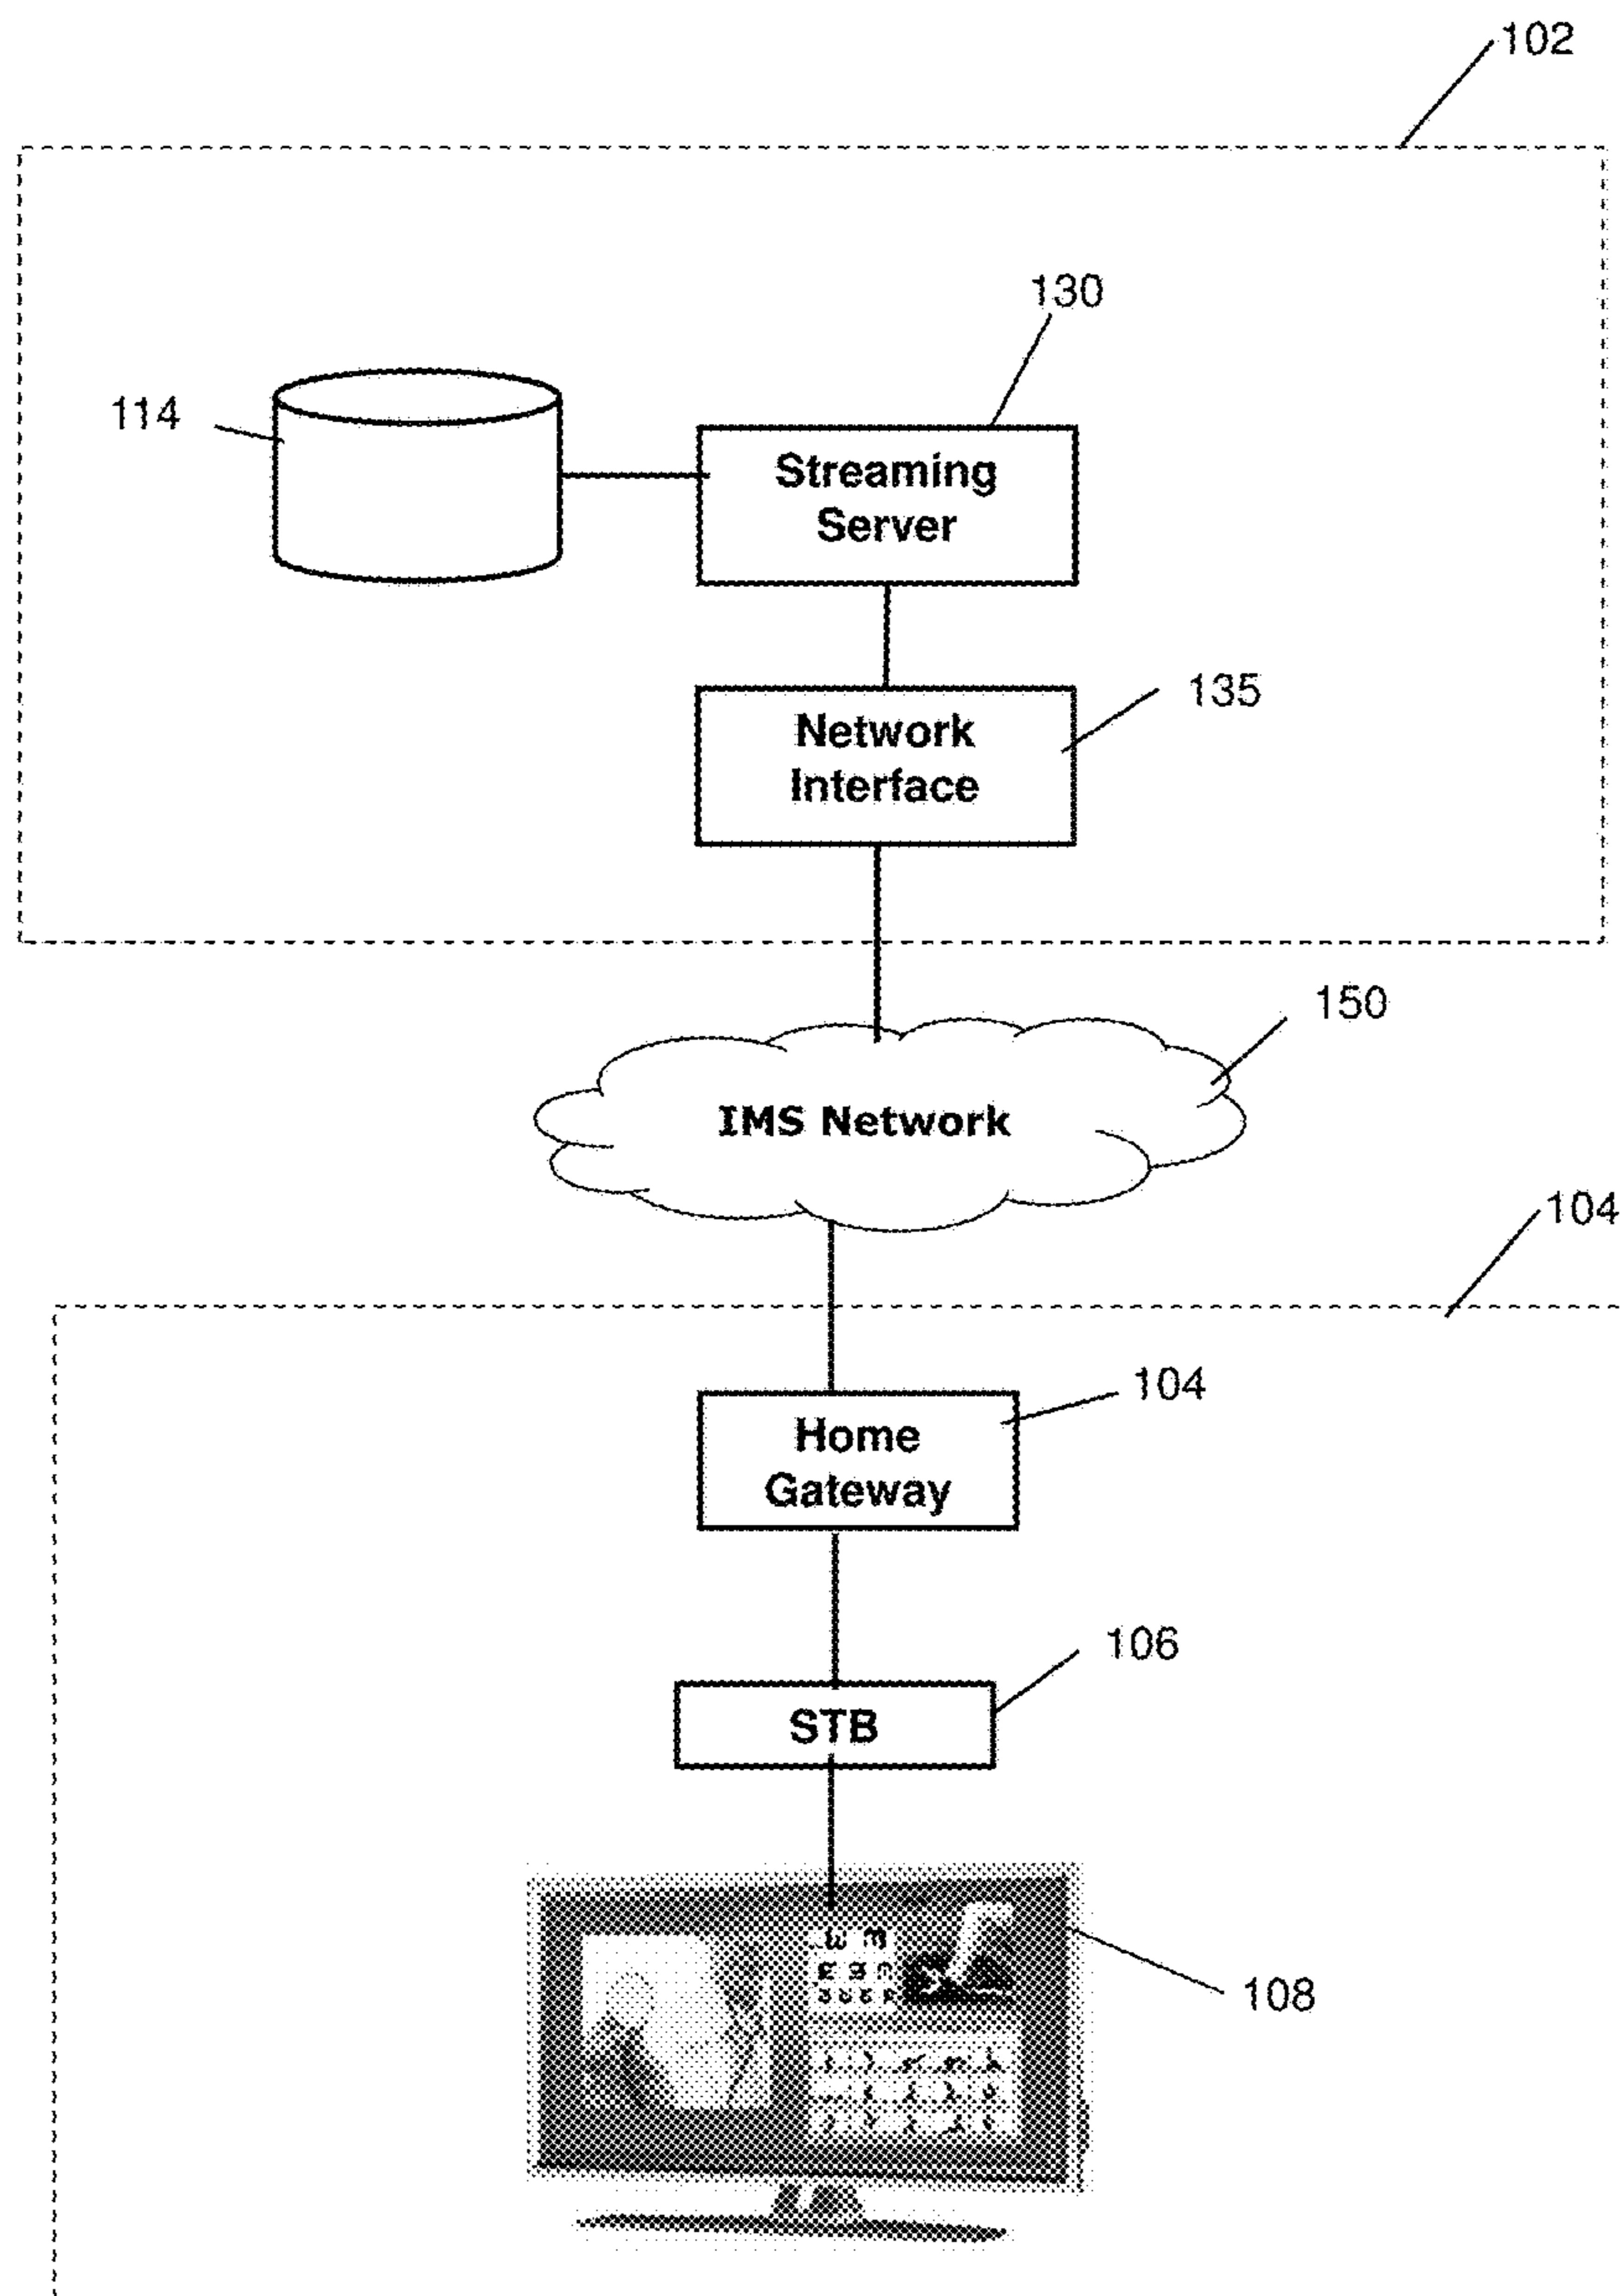 102
130
114
Streaming
Server
135
Network
Interface
150
IMS Network
104
104
Home
Gateway
106
STB
108